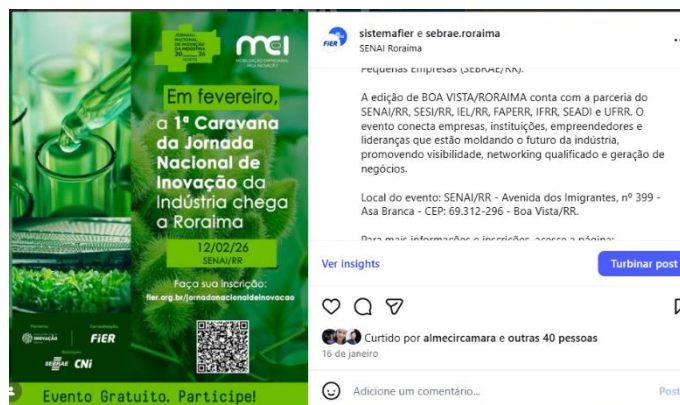 JORNADA
NACIONAL
DE INOVAÇÃO
DA INDÚSTRIA
MEI
MOBILIZAÇÃO EMPRESARIAL
PELA INOVAÇÃO
Em fevereiro,
a 1ª Caravana
da Jornada
Nacional de
Inovação da
Indústria chega
a Roraima
12/02/26
SENAI/RR
Faça sua inscrição:
fier.org.br/jornadanacionaldeinovacao
INOVAÇÃO
FIER
SEBRAE CNI
Evento Gratuito. Participe!
FIER
sistemafier e sebrae.roraima
SENAI Roraima
Pequenas Empresas (SEBRAE/RR).
A edição de BOA VISTA/RORAIMA conta com a parceria do
SENAI/RR, SESI/RR, IEL/RR, FAPERR, IFRR, SEADI e UFRR. O
evento conecta empresas, instituições, empreendedores e
lideranças que estão moldando o futuro da indústria,
promovendo visibilidade, networking qualificado e geração de
negócios.
Local do evento: SENAI/RR - Avenida dos Imigrantes, nº 399 -
Asa Branca - CEP: 69.312-296 - Boa Vista/RR.
Para mais informações e inscrições, acesse a página:
Ver insights
Turbinar post
Curtido por almecircamara e outras 40 pessoas
16 de janeiro
Adicione um comentário...
Post